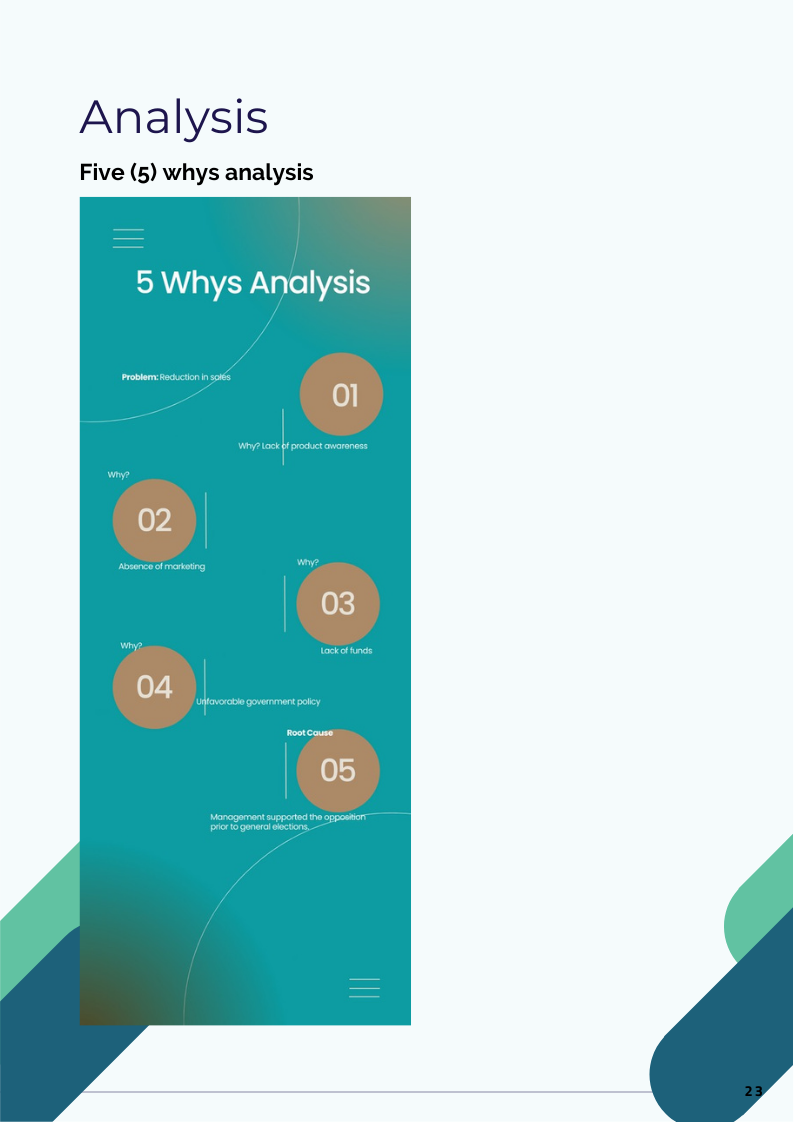 Analysis
Five (5) whys analysis
5 Whys Analysis
Problem: Reduction in sales
01
Why? Lack of product awareness
Why?
02
Absence of marketing
Why?
03
Lack of funds
Why?
04
Unfavorable government policy
Root Cause
05
Management supported the opposition
prior to general elections.
23